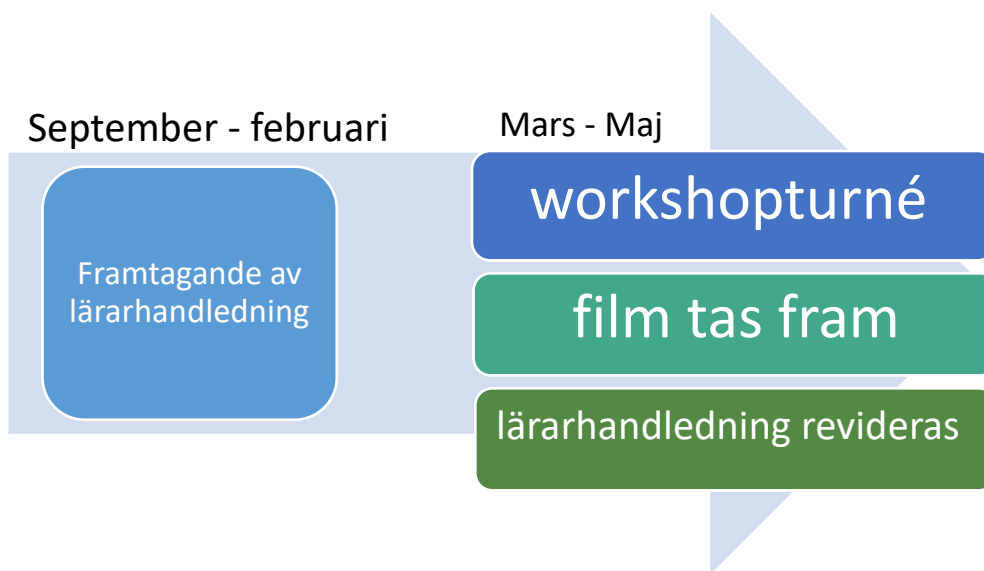 September - februari
Mars - Maj
Framtagande av
lärarhandledning
workshopturné
film tas fram
lärarhandledning revideras